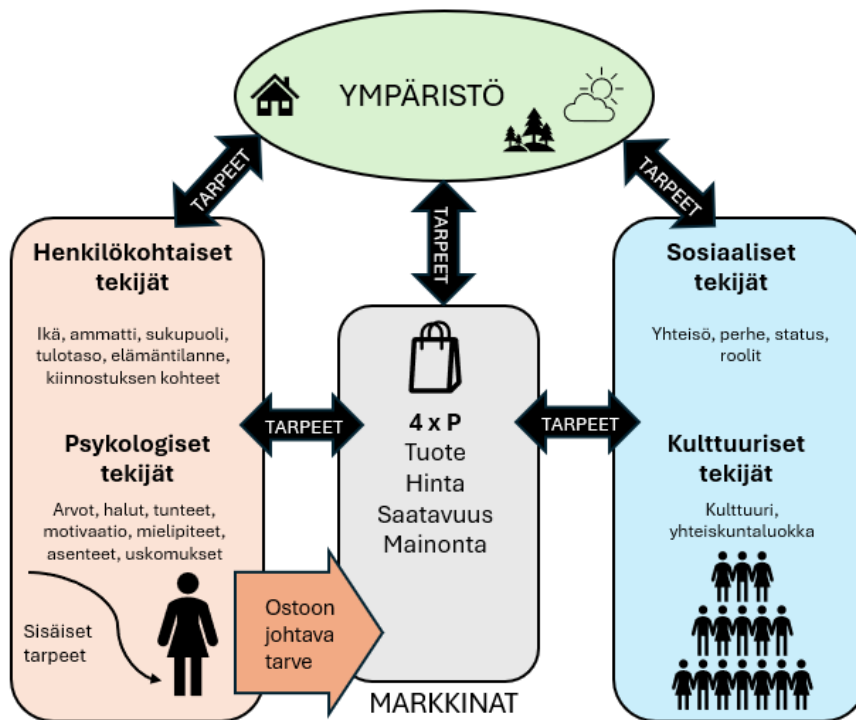 YMPÄRISTÖ
TARPEET
TARPEET
TARPEET
Henkilökohtaiset
tekijät
Ikä, ammatti, sukupuoli,
tulotaso, elämäntilanne,
kiinnostuksen kohteet
Psykologiset
tekijät
Arvot, halut, tunteet,
motivaatio, mielipiteet,
asenteet, uskomukset
Sisäiset
tarpeet
Ostoon
johtava
tarve
TARPEET
4 x P
Tuote
Hinta
Saatavuus
Mainonta
MARKKINAT
TARPEET
Sosiaaliset
tekijät
Yhteisö, perhe, status,
roolit
Kulttuuriset
tekijät
Kulttuuri,
yhteiskuntaluokka